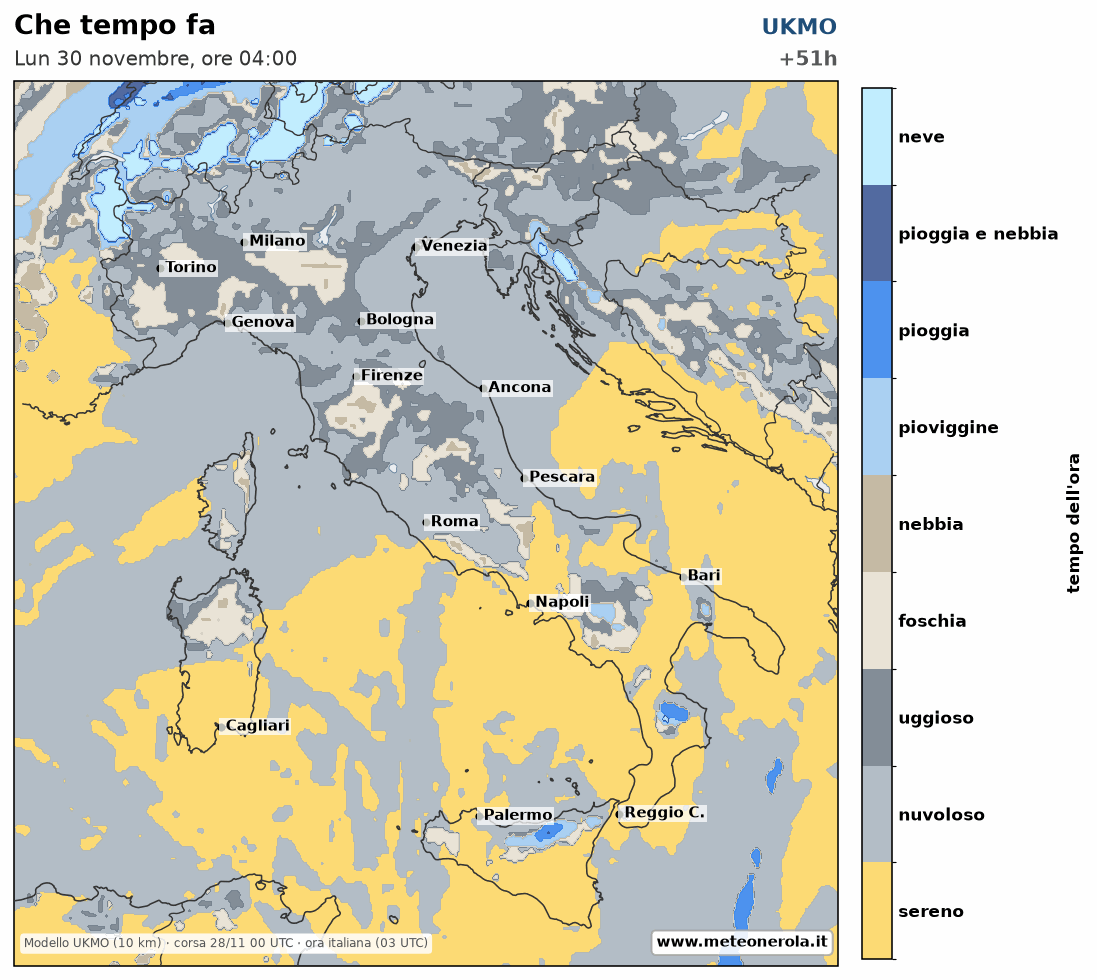 Che tempo fa
UKMO
Lun 30 novembre, ore 04:00
+51h
neve
pioggia e nebbia
pioggia
pioviggine
nebbia
foschia
uggioso
nuvoloso
sereno
tempo dell'ora
Milano
Venezia
Torino
Genova
Bologna
Firenze
Ancona
Pescara
Roma
Bari
Napoli
Cagliari
Palermo
Reggio C.
Modello UKMO (10 km) · corsa 28/11 00 UTC · ora italiana (03 UTC)
www.meteonerola.it